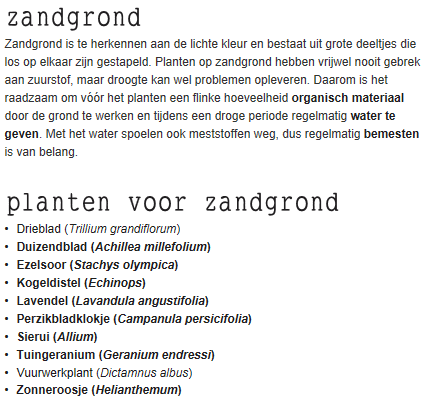 zandgrond
Zandgrond is te herkennen aan de lichte kleur en bestaat uit grote deeltjes die
los op elkaar zijn gestapeld. Planten op zandgrond hebben vrijwel nooit gebrek
aan zuurstof, maar droogte kan wel problemen opleveren. Daarom is het
raadzaam om vóór het planten een flinke hoeveelheid organisch materiaal
door de grond te werken en tijdens een droge periode regelmatig water te
geven. Met het water spoelen ook meststoffen weg, dus regelmatig bemesten
is van belang.
planten voor zandgrond
• Drieblad (Trillium grandiflorum)
• Duizendblad (Achillea millefolium)
• Ezelsoor (Stachys olympica)
• Kogeldistel (Echinops)
• Lavendel (Lavandula angustifolia)
• Perzikbladklokje (Campanula persicifolia)
• Sierui (Allium)
• Tuingeranium (Geranium endressi)
• Vuurwerkplant (Dictamnus albus)
• Zonneroosje (Helianthemum)